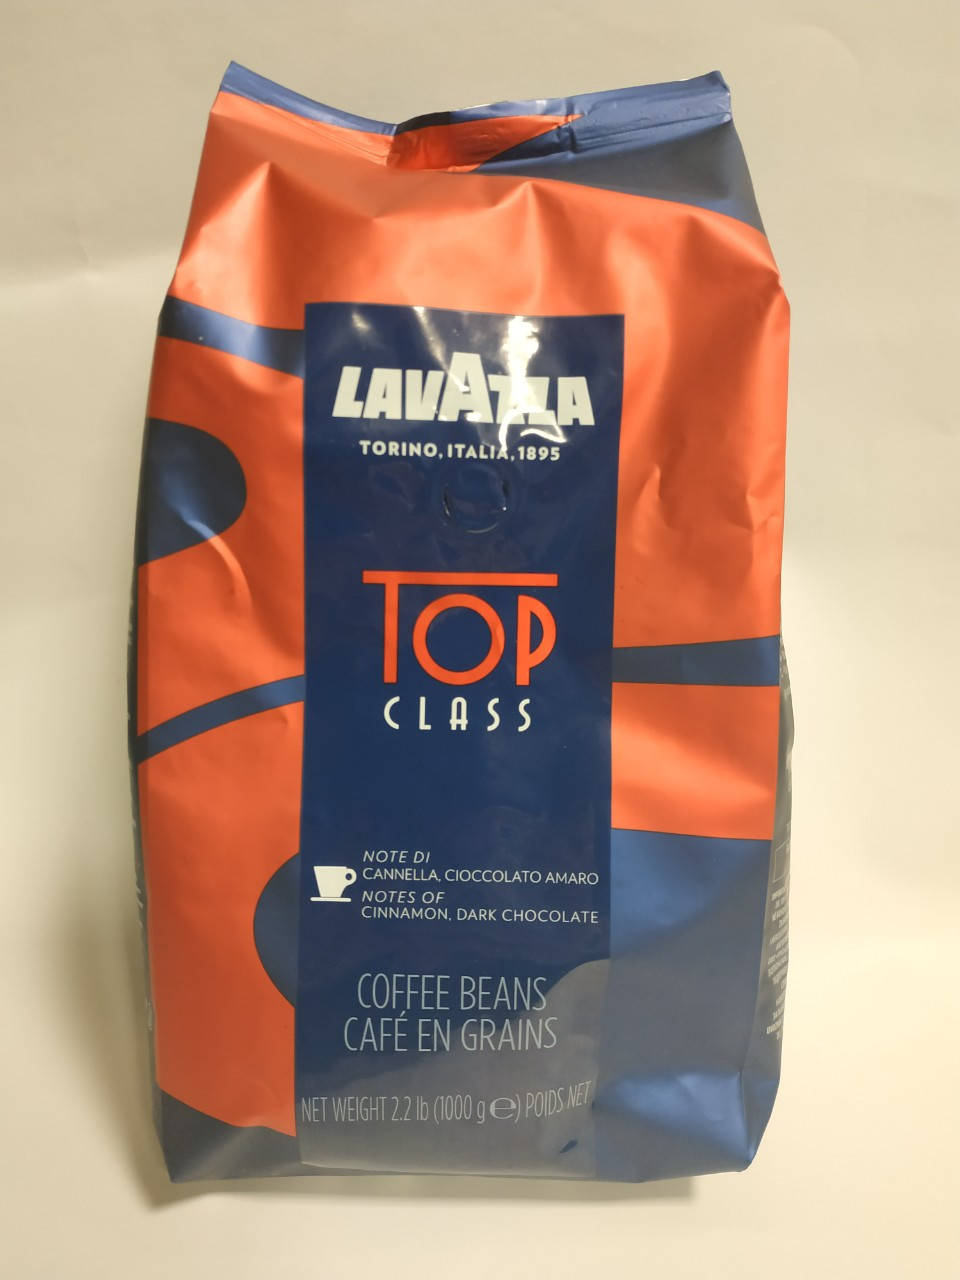 LAVAZZA
TORINO, ITALIA, 1895
TOP
CLASS
NOTE DI
CANNELLA, CIOCCOLATO AMARO
NOTES OF
CINNAMON, DARK CHOCOLATE
COFFEE BEANS
CAFÉ EN GRAINS
NET WEIGHT 2.2 lb (1000 g ℮) POIDS NET